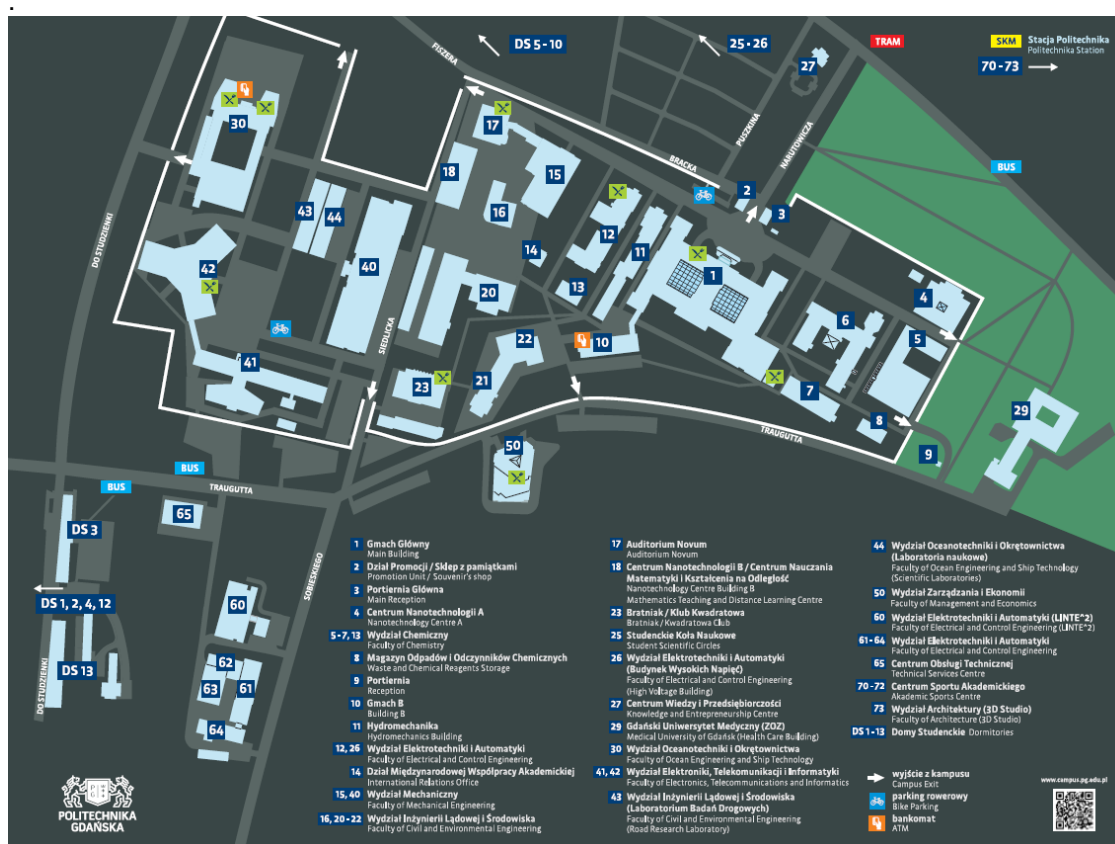 .
FISZERA
DS 5 - 10
25 - 26
TRAM
SKM
Stacja Politechnika
Politechnika Station
70 - 73
27
PUSZKINA
NARUTOWICZA
BRACKA
BUS
30
17
18
15
16
2
3
43
44
12
11
14
13
1
40
42
DO STUDZIENKI
20
4
6
5
SIEDLICKA
22
10
21
23
41
7
8
29
9
TRAUGUTTA
50
BUS
BUS
TRAUGUTTA
65
DS 3
DS 1, 2, 4, 12
DS 13
DO STUDZIENKI
SOBIESKIEGO
60
62
63
61
64
POLITECHNIKA
GDAŃSKA
1 Gmach Główny
Main Building
2 Dział Promocji / Sklep z pamiątkami
Promotion Unit / Souvenir's shop
3 Portiernia Główna
Main Reception
4 Centrum Nanotechnologii A
Nanotechnology Centre A
5-7, 13 Wydział Chemiczny
Faculty of Chemistry
8 Magazyn Odpadów i Odczynników Chemicznych
Waste and Chemical Reagents Storage
9 Portiernia
Reception
10 Gmach B
Building B
11 Hydromechanika
Hydromechanics Building
12, 26 Wydział Elektrotechniki i Automatyki
Faculty of Electrical and Control Engineering
14 Dział Międzynarodowej Współpracy Akademickiej
International Relations Office
15, 40 Wydział Mechaniczny
Faculty of Mechanical Engineering
16, 20-22 Wydział Inżynierii Lądowej i Środowiska
Faculty of Civil and Environmental Engineering
17 Auditorium Novum
Auditorium Novum
18 Centrum Nanotechnologii B / Centrum Nauczania
Matematyki i Kształcenia na Odległość
Nanotechnology Centre Building B
Mathematics Teaching and Distance Learning Centre
23 Bratniak / Klub Kwadratowa
Bratniak / Kwadratowa Club
25 Studenckie Koła Naukowe
Student Scientific Circles
26 Wydział Elektrotechniki i Automatyki
(Budynek Wysokich Napięć)
Faculty of Electrical and Control Engineering
(High Voltage Building)
27 Centrum Wiedzy i Przedsiębiorczości
Knowledge and Entrepreneurship Centre
29 Gdański Uniwersytet Medyczny (ZOZ)
Medical University of Gdańsk (Health Care Building)
30 Wydział Oceanotechniki i Okrętownictwa
Faculty of Ocean Engineering and Ship Technology
41, 42 Wydział Elektroniki, Telekomunikacji i Informatyki
Faculty of Electronics, Telecommunications and Informatics
43 Wydział Inżynierii Lądowej i Środowiska
(Laboratorium Badań Drogowych)
Faculty of Civil and Environmental Engineering
(Road Research Laboratory)
44 Wydział Oceanotechniki i Okrętownictwa
(Laboratoria naukowe)
Faculty of Ocean Engineering and Ship Technology
(Scientific Laboratories)
50 Wydział Zarządzania i Ekonomii
Faculty of Management and Economics
60 Wydział Elektrotechniki i Automatyki (LINTE^2)
Faculty of Electrical and Control Engineering (LINTE^2)
61-64 Wydział Elektrotechniki i Automatyki
Faculty of Electrical and Control Engineering
65 Centrum Obsługi Technicznej
Technical Services Centre
70-72 Centrum Sportu Akademickiego
Akademic Sports Centre
73 Wydział Architektury (3D Studio)
Faculty of Architecture (3D Studio)
DS 1-13 Domy Studenckie Dormitories
wyjście z kampusu
Campus Exit
parking rowerowy
Bike Parking
bankomat
ATM
www.campus.pg.edu.pl